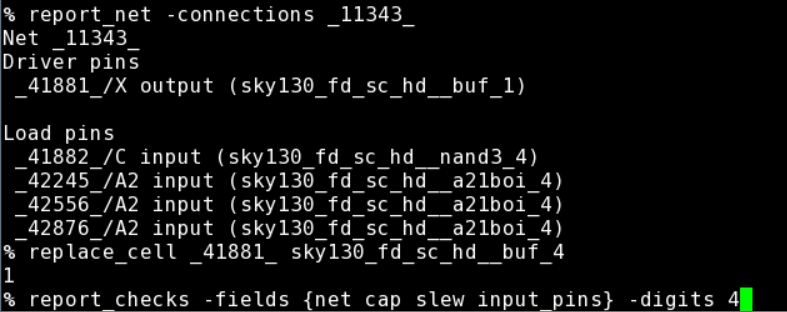 % report_net -connections _11343_
Net _11343_
Driver pins
 _41881_/X output (sky130_fd_sc_hd__buf_1)

Load pins
 _41882_/C input (sky130_fd_sc_hd__nand3_4)
 _42245_/A2 input (sky130_fd_sc_hd__a21boi_4)
 _42556_/A2 input (sky130_fd_sc_hd__a21boi_4)
 _42876_/A2 input (sky130_fd_sc_hd__a21boi_4)
% replace_cell _41881_ sky130_fd_sc_hd__buf_4
1
% report_checks -fields {net cap slew input_pins} -digits 4